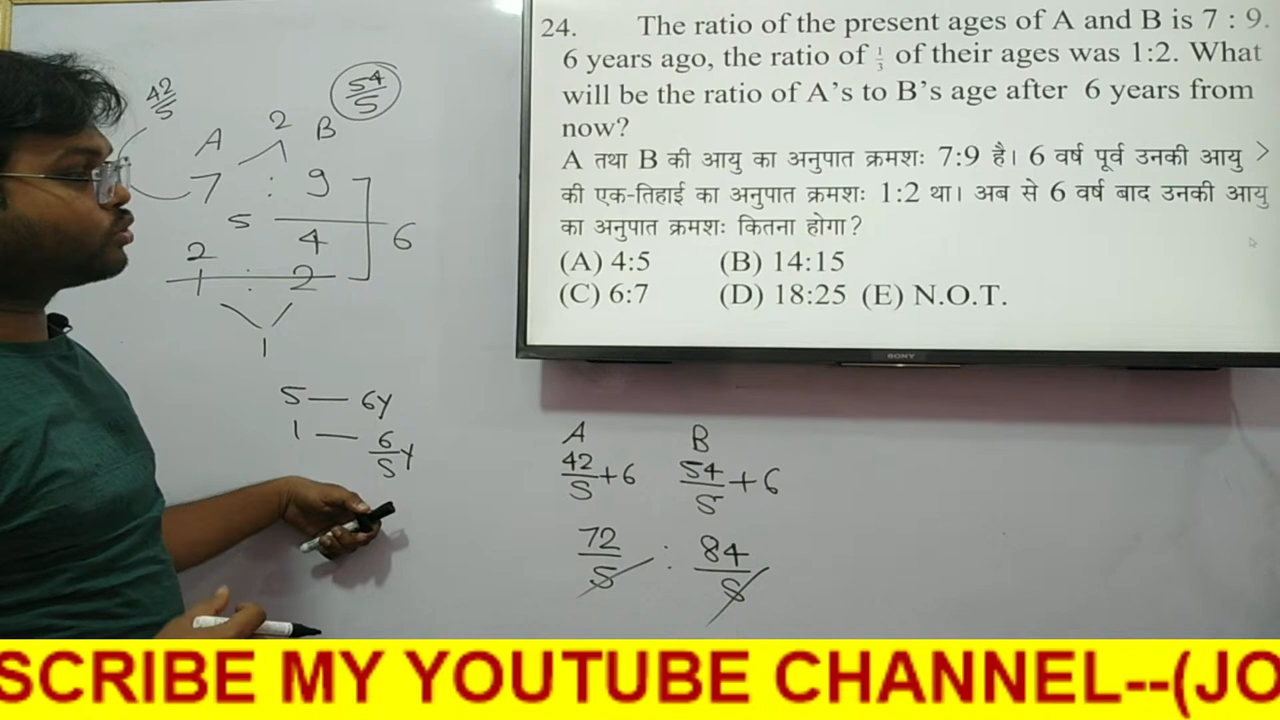 24. The ratio of the present ages of A and B is 7 : 9.
6 years ago, the ratio of 1/3 of their ages was 1:2. What
will be the ratio of A's to B's age after 6 years from
now?
A तथा B की आयु का अनुपात क्रमशः 7:9 है। 6 वर्ष पूर्व उनकी आयु
की एक-तिहाई का अनुपात क्रमशः 1:2 था। अब से 6 वर्ष बाद उनकी आयु
का अनुपात क्रमशः कितना होगा?
(A) 4:5 (B) 14:15
(C) 6:7 (D) 18:25 (E) N.O.T.
SONY
42/5 54/5
A 2 B
7 : 9
5
2 4 6
1 : 2
1
5 — 6y
1 — 6/5 y
A B
42/5 + 6 54/5 + 6
72/5 : 84/5
SCRIBE MY YOUTUBE CHANNEL--(JO